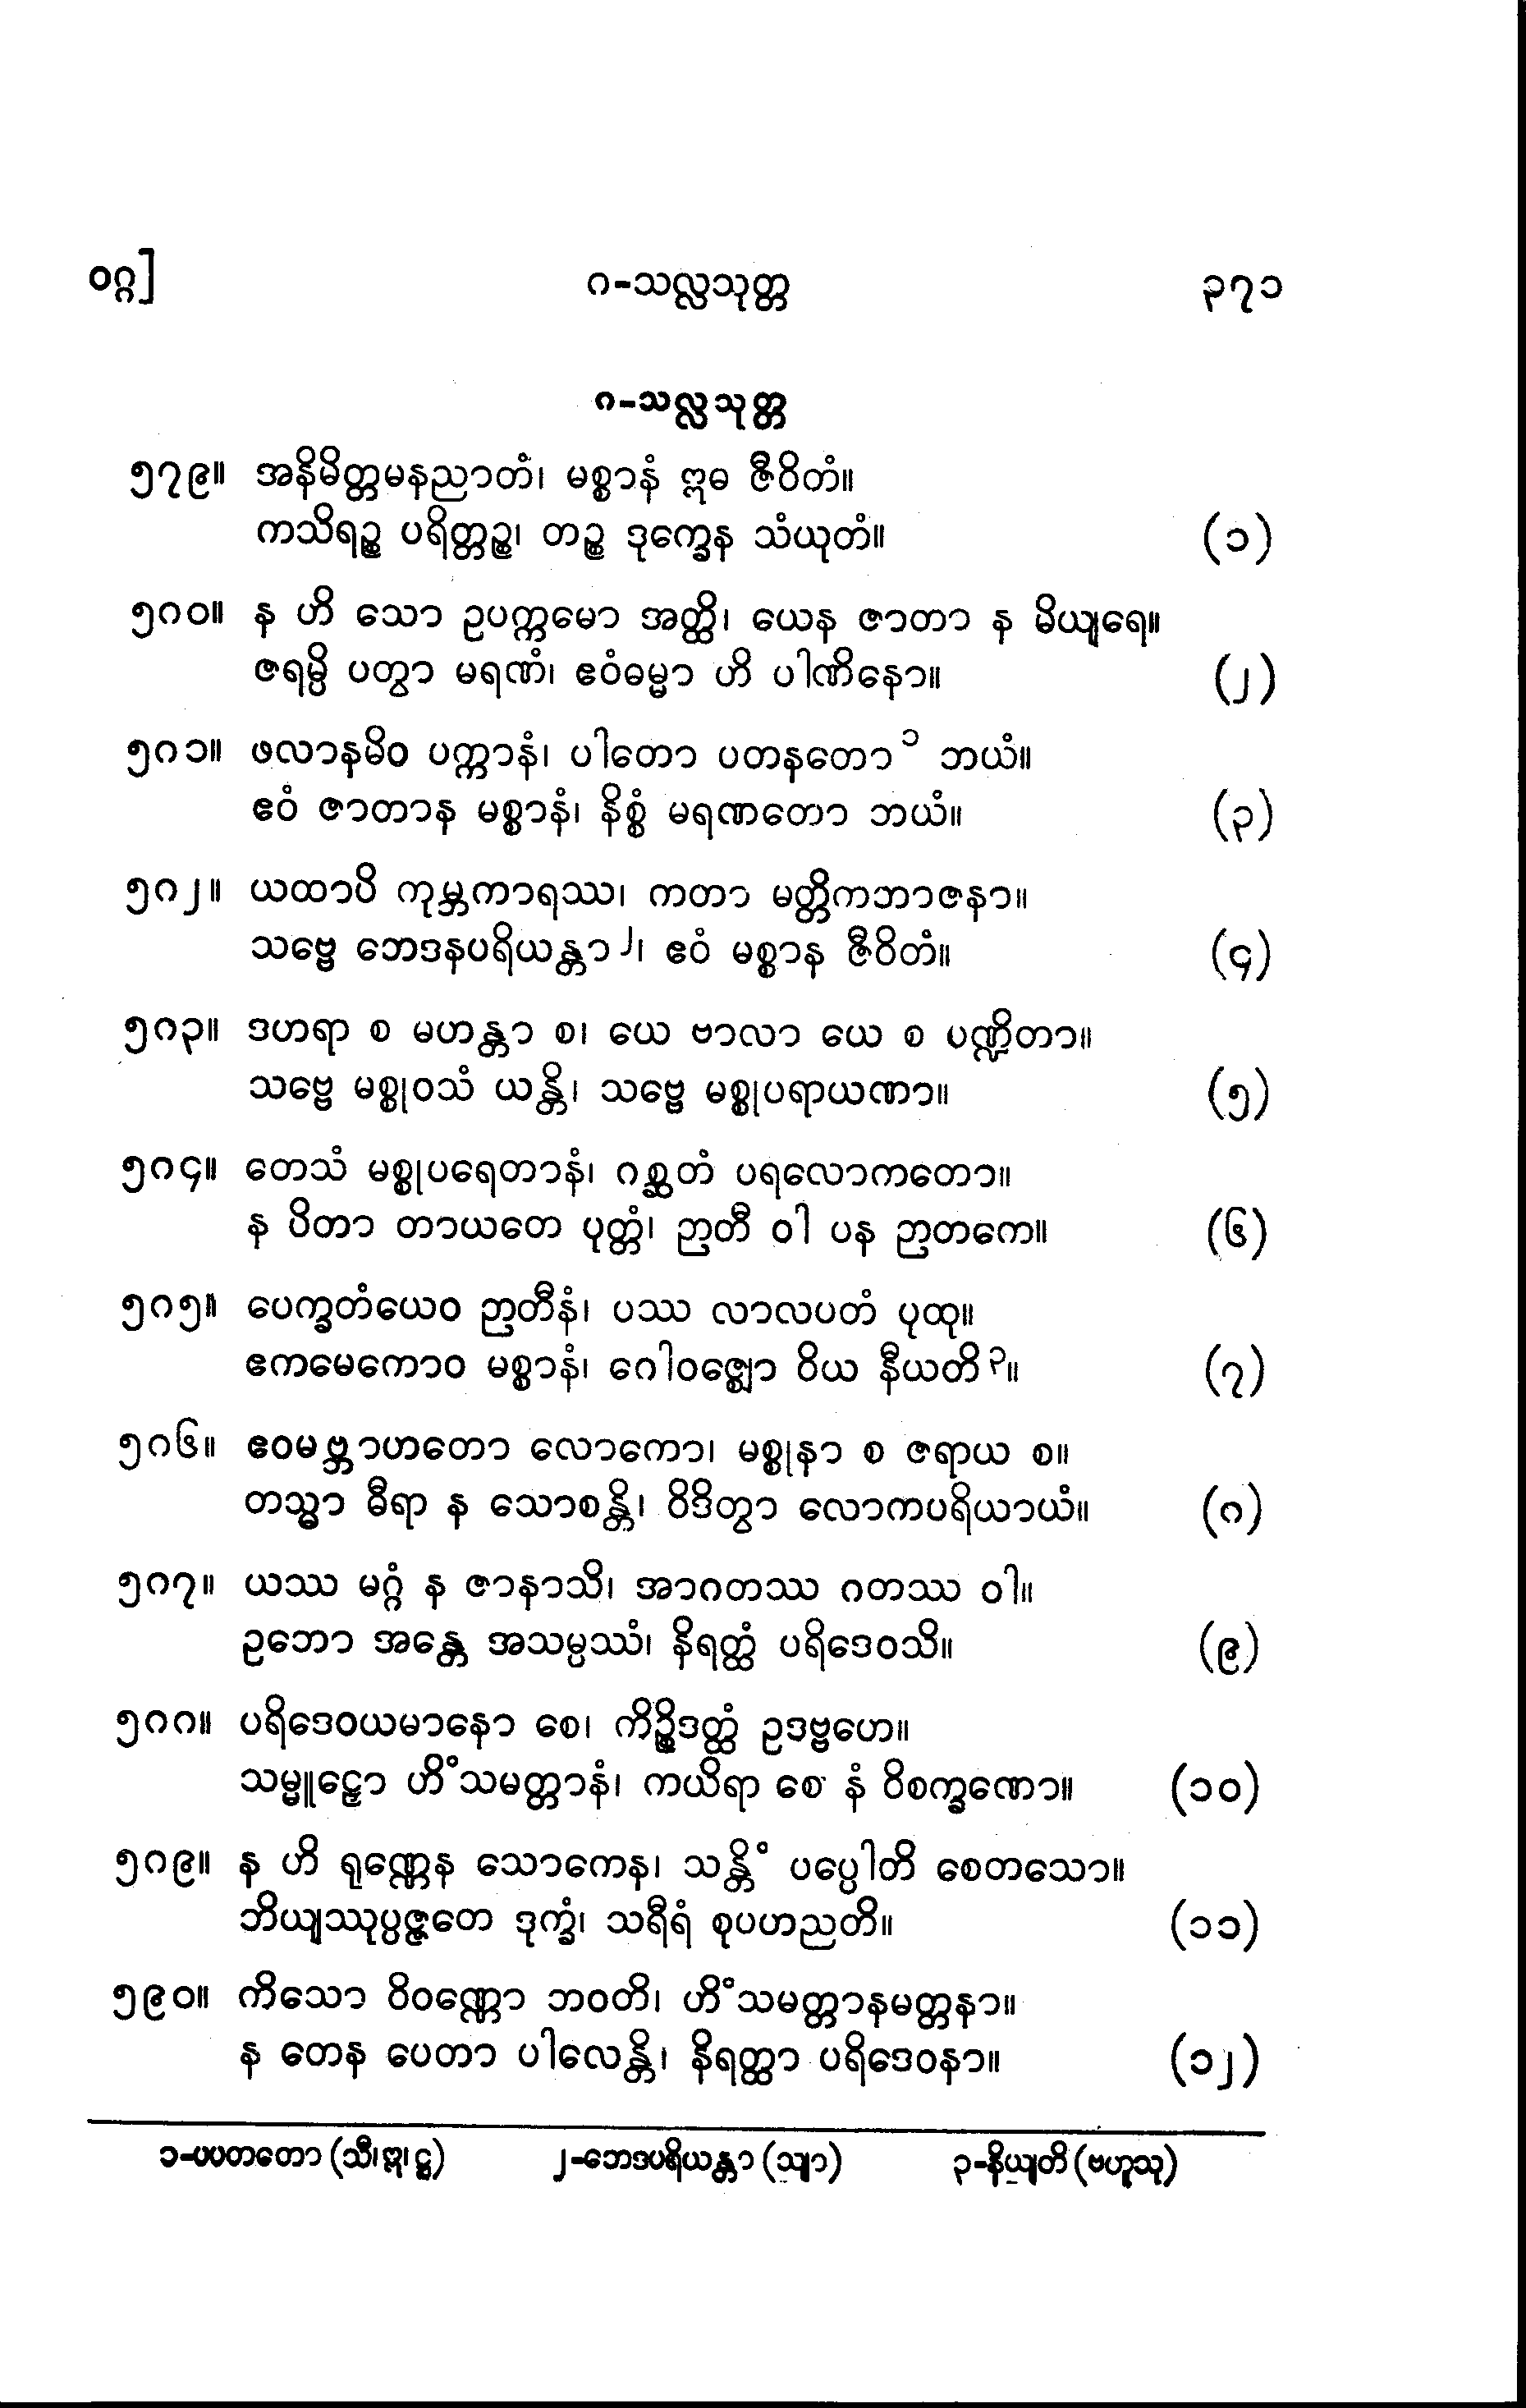 ဝဂ္ဂ] ၈-သလ္လသုတ္တ ၃၇၁
၈-သလ္လသုတ္တ
၅၇၉။ အနိမိတ္တမနညာတံ၊ မစ္စာနံ ဣဓ ဇီဝိတံ။
ကသိရဉ္စ ပရိတ္တဉ္စ၊ တဉ္စ ဒုက္ခေန သံယုတံ။ (၁)
၅၈၀။ န ဟိ သော ဥပက္ကမော အတ္ထိ၊ ယေန ဇာတာ န မိယျရေ။
ဇရမ္ပိ ပတွာ မရဏံ၊ ဧဝံဓမ္မာ ဟိ ပါဏိနော။ (၂)
၅၈၁။ ဖလာနမိဝ ပက္ကာနံ၊ ပါတော ပတနတော ၁ ဘယံ။
ဧဝံ ဇာတာန မစ္စာနံ၊ နိစ္စံ မရဏတော ဘယံ။ (၃)
၅၈၂။ ယထာပိ ကုမ္ဘကာရဿ၊ ကတာ မတ္တိကဘာဇနာ။
သဗ္ဗေ ဘေဒနပရိယန္တာ ၂၊ ဧဝံ မစ္စာန ဇီဝိတံ။ (၄)
၅၈၃။ ဒဟရာ စ မဟန္တာ စ၊ ယေ ဗာလာ ယေ စ ပဏ္ဍိတာ။
သဗ္ဗေ မစ္စုဝသံ ယန္တိ၊ သဗ္ဗေ မစ္စုပရာယဏာ။ (၅)
၅၈၄။ တေသံ မစ္စုပရေတာနံ၊ ဂစ္ဆတံ ပရလောကတော။
န ပိတာ တာယတေ ပုတ္တံ၊ ဉာတီ ဝါ ပန ဉာတကေ။ (၆)
၅၈၅။ ပေက္ခတံယေဝ ဉာတီနံ၊ ပဿ လာလပတံ ပုထု။
ဧကမေကောဝ မစ္စာနံ၊ ဂေါဝဇ္ဈော ဝိယ နီယတိ ၃။ (၇)
၅၈၆။ ဧဝမဗ္ဘာဟတော လောကော၊ မစ္စုနာ စ ဇရာယ စ။
တသ္မာ ဓီရာ န သောစန္တိ၊ ဝိဒိတွာ လောကပရိယာယံ။ (၈)
၅၈၇။ ယဿ မဂ္ဂံ န ဇာနာသိ၊ အာဂတဿ ဂတဿ ဝါ။
ဥဘော အန္တေ အသမ္ပဿံ၊ နိရတ္ထံ ပရိဒေဝသိ။ (၉)
၅၈၈။ ပရိဒေဝယမာနော စေ၊ ကိဉ္စိဒတ္ထံ ဥဒဗ္ဗဟေ။
သမ္မူဠှော ဟိံသမတ္တာနံ၊ ကယိရာ စေ နံ ဝိစက္ခဏော။ (၁၀)
၅၈၉။ န ဟိ ရုဏ္ဏေန သောကေန၊ သန္တိံ ပပ္ပေါတိ စေတသော။
ဘိယျဿုပ္ပဇ္ဇတေ ဒုက္ခံ၊ သရီရံ စုပဟညတိ။ (၁၁)
၅၉၀။ ကိသော ဝိဝဏ္ဏော ဘဝတိ၊ ဟိံသမတ္တာနမတ္တနာ။
န တေန ပေတာ ပါလေန္တိ၊ နိရတ္ထာ ပရိဒေဝနာ။ (၁၂)
၁-ပပတတော (သီ၊ ဣ၊ ဋ္ဌ) ၂-ဘေဒပရိယန္တာ (သျာ) ၃-နိယျတိ (ဗဟူသု)